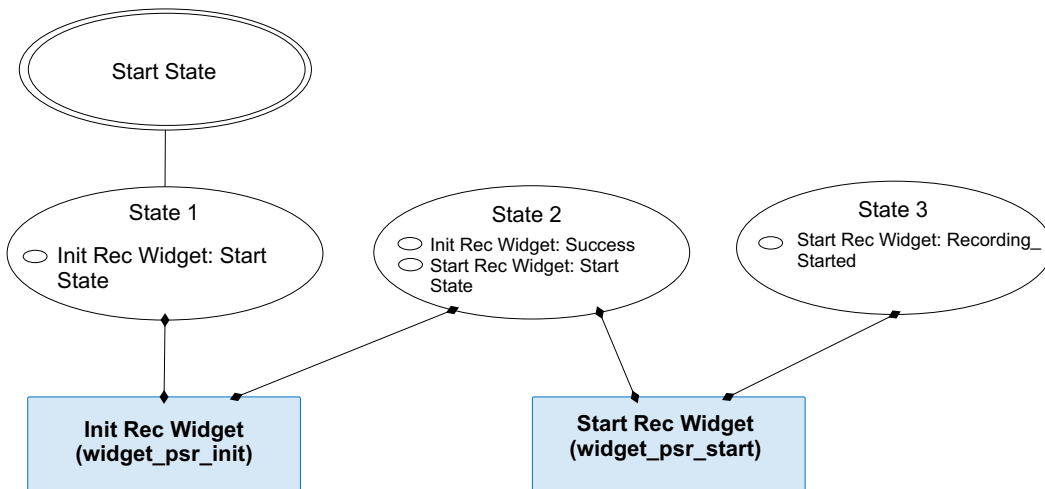 Start State
State 1
Init Rec Widget: Start
State
State 2
Init Rec Widget: Success
Start Rec Widget: Start
State
State 3
Start Rec Widget: Recording_
Started
Init Rec Widget
(widget_psr_init)
Start Rec Widget
(widget_psr_start)